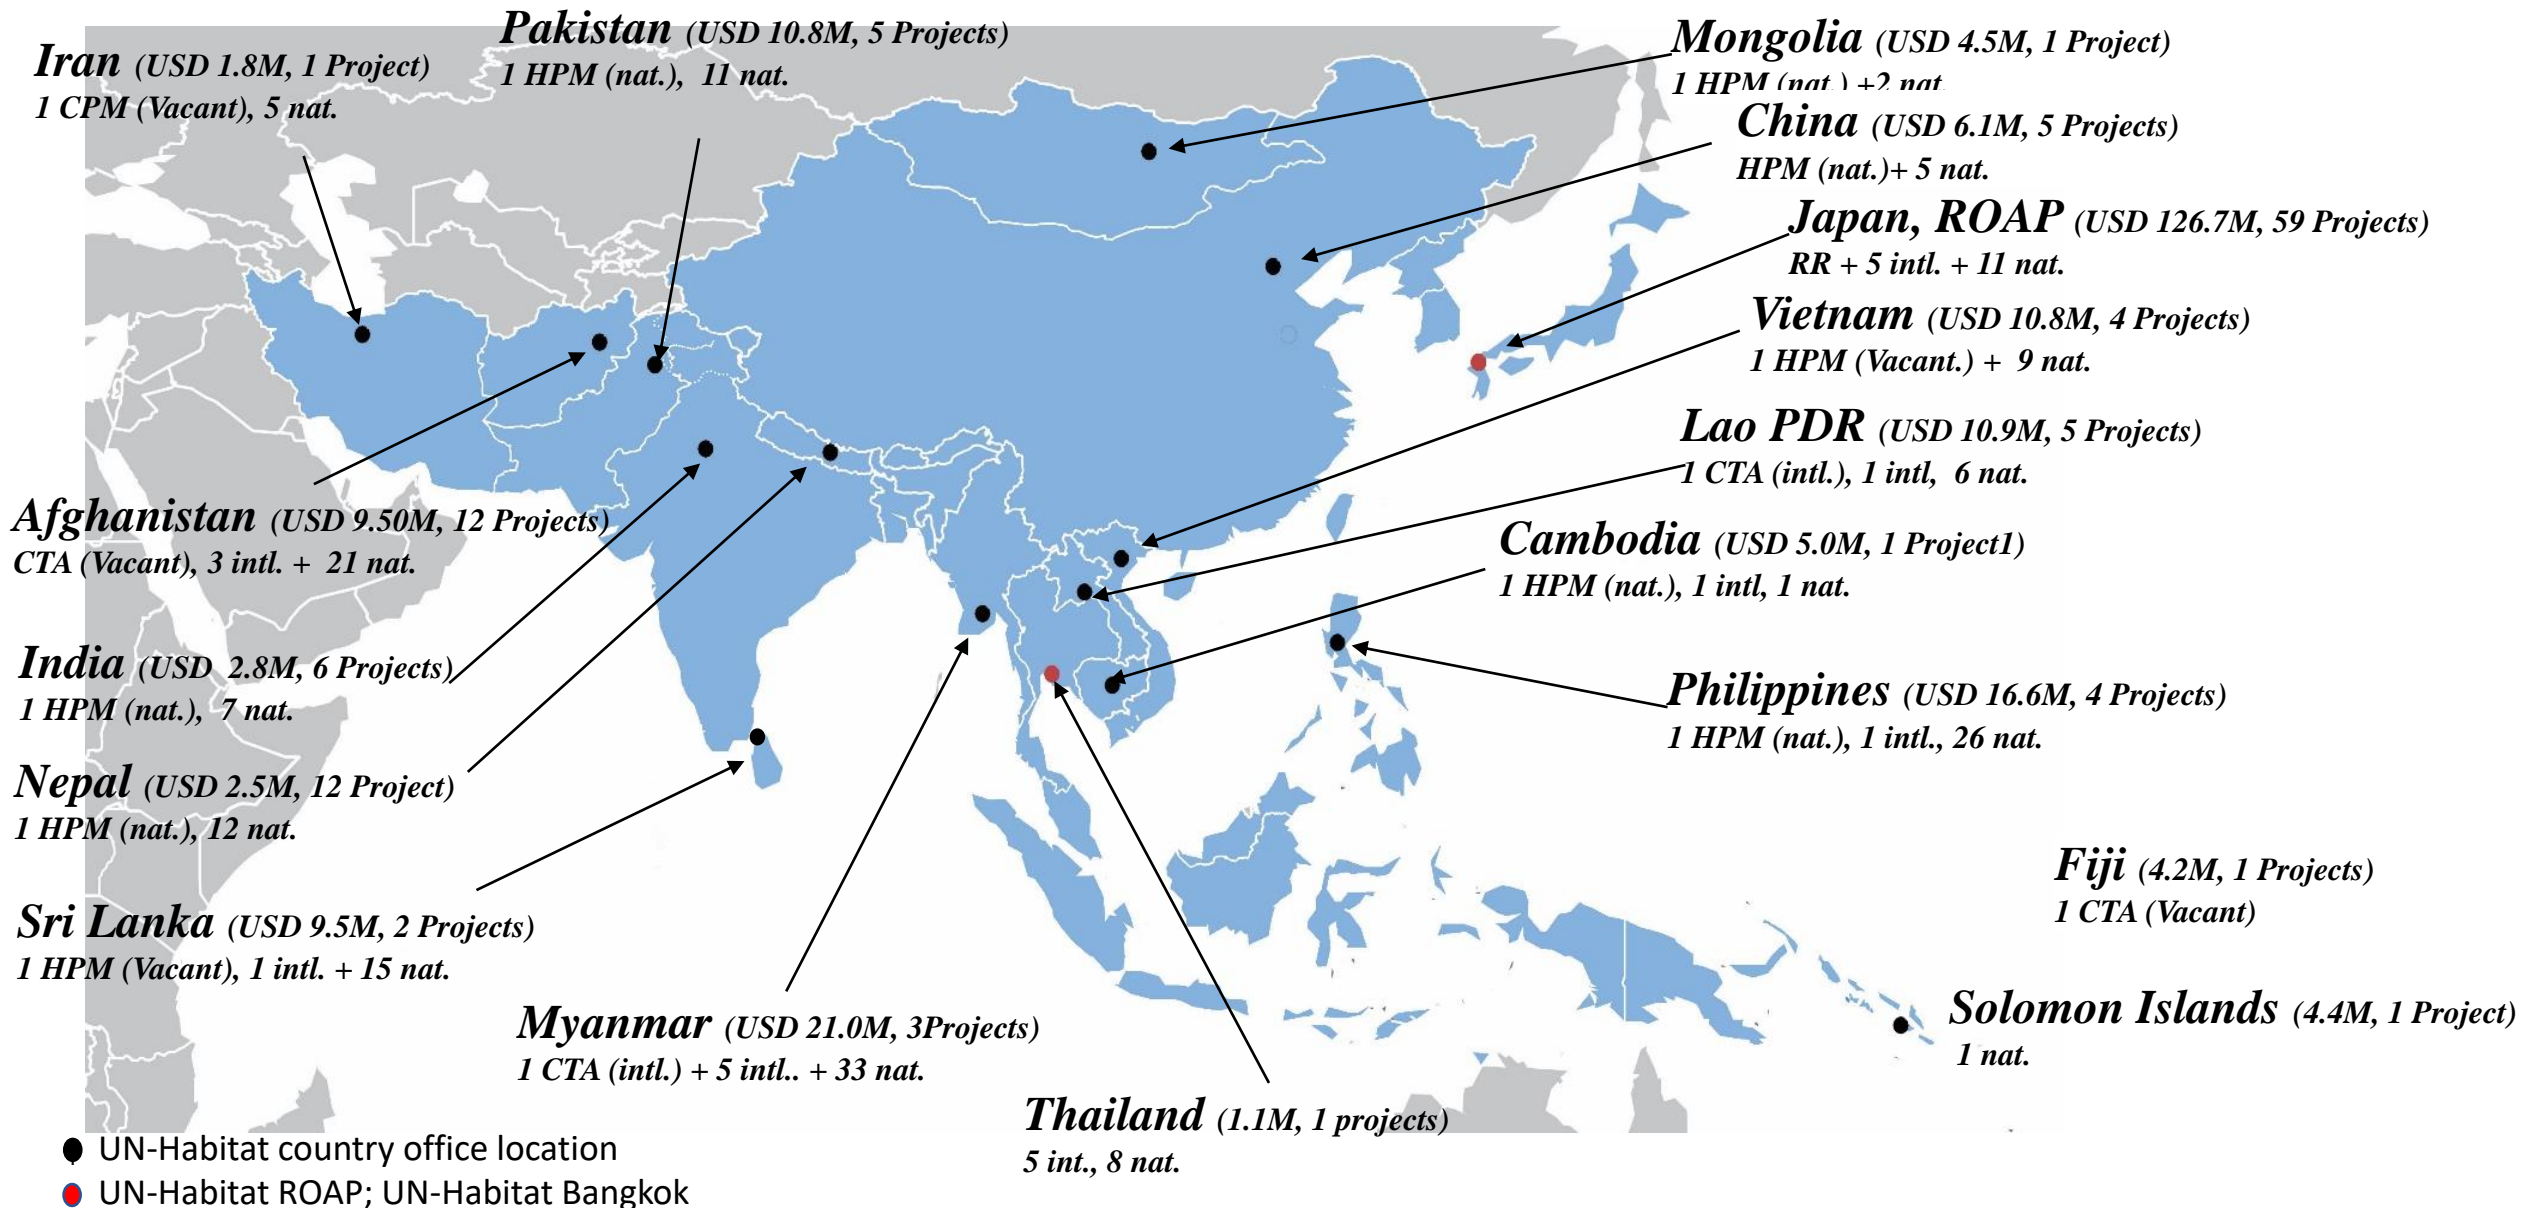 Pakistan (USD 10.8M, 5 Projects)
1 HPM (nat.), 11 nat.
Iran (USD 1.8M, 1 Project)
1 CPM (Vacant), 5 nat.
Mongolia (USD 4.5M, 1 Project)
1 HPM (nat.) +2 nat.
China (USD 6.1M, 5 Projects)
HPM (nat.)+ 5 nat.
Japan, ROAP (USD 126.7M, 59 Projects)
RR + 5 intl. + 11 nat.
Vietnam (USD 10.8M, 4 Projects)
1 HPM (Vacant.) + 9 nat.
Lao PDR (USD 10.9M, 5 Projects)
1 CTA (intl.), 1 intl, 6 nat.
Afghanistan (USD 9.50M, 12 Projects)
CTA (Vacant), 3 intl. + 21 nat.
Cambodia (USD 5.0M, 1 Project1)
1 HPM (nat.), 1 intl, 1 nat.
India (USD 2.8M, 6 Projects)
1 HPM (nat.), 7 nat.
Philippines (USD 16.6M, 4 Projects)
1 HPM (nat.), 1 intl., 26 nat.
Nepal (USD 2.5M, 12 Project)
1 HPM (nat.), 12 nat.
Fiji (4.2M, 1 Projects)
1 CTA (Vacant)
Sri Lanka (USD 9.5M, 2 Projects)
1 HPM (Vacant), 1 intl. + 15 nat.
Solomon Islands (4.4M, 1 Project)
1 nat.
Myanmar (USD 21.0M, 3Projects)
1 CTA (intl.) + 5 intl.. + 33 nat.
Thailand (1.1M, 1 projects)
5 int., 8 nat.
UN-Habitat country office location
UN-Habitat ROAP; UN-Habitat Bangkok